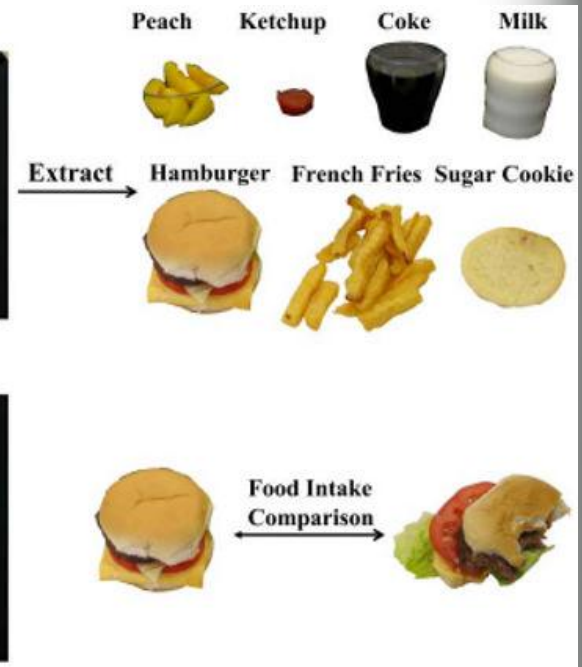 Peach Ketchup Coke Milk
Extract Hamburger French Fries Sugar Cookie
Food Intake
Comparison